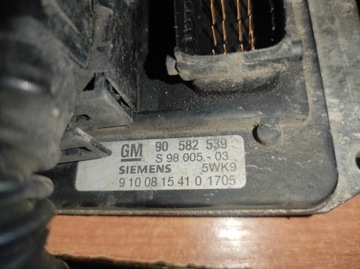 GM 90 582 539
S 98 005 - 03
SIEMENS 5WK9
9 10 08 15 41 0 1705